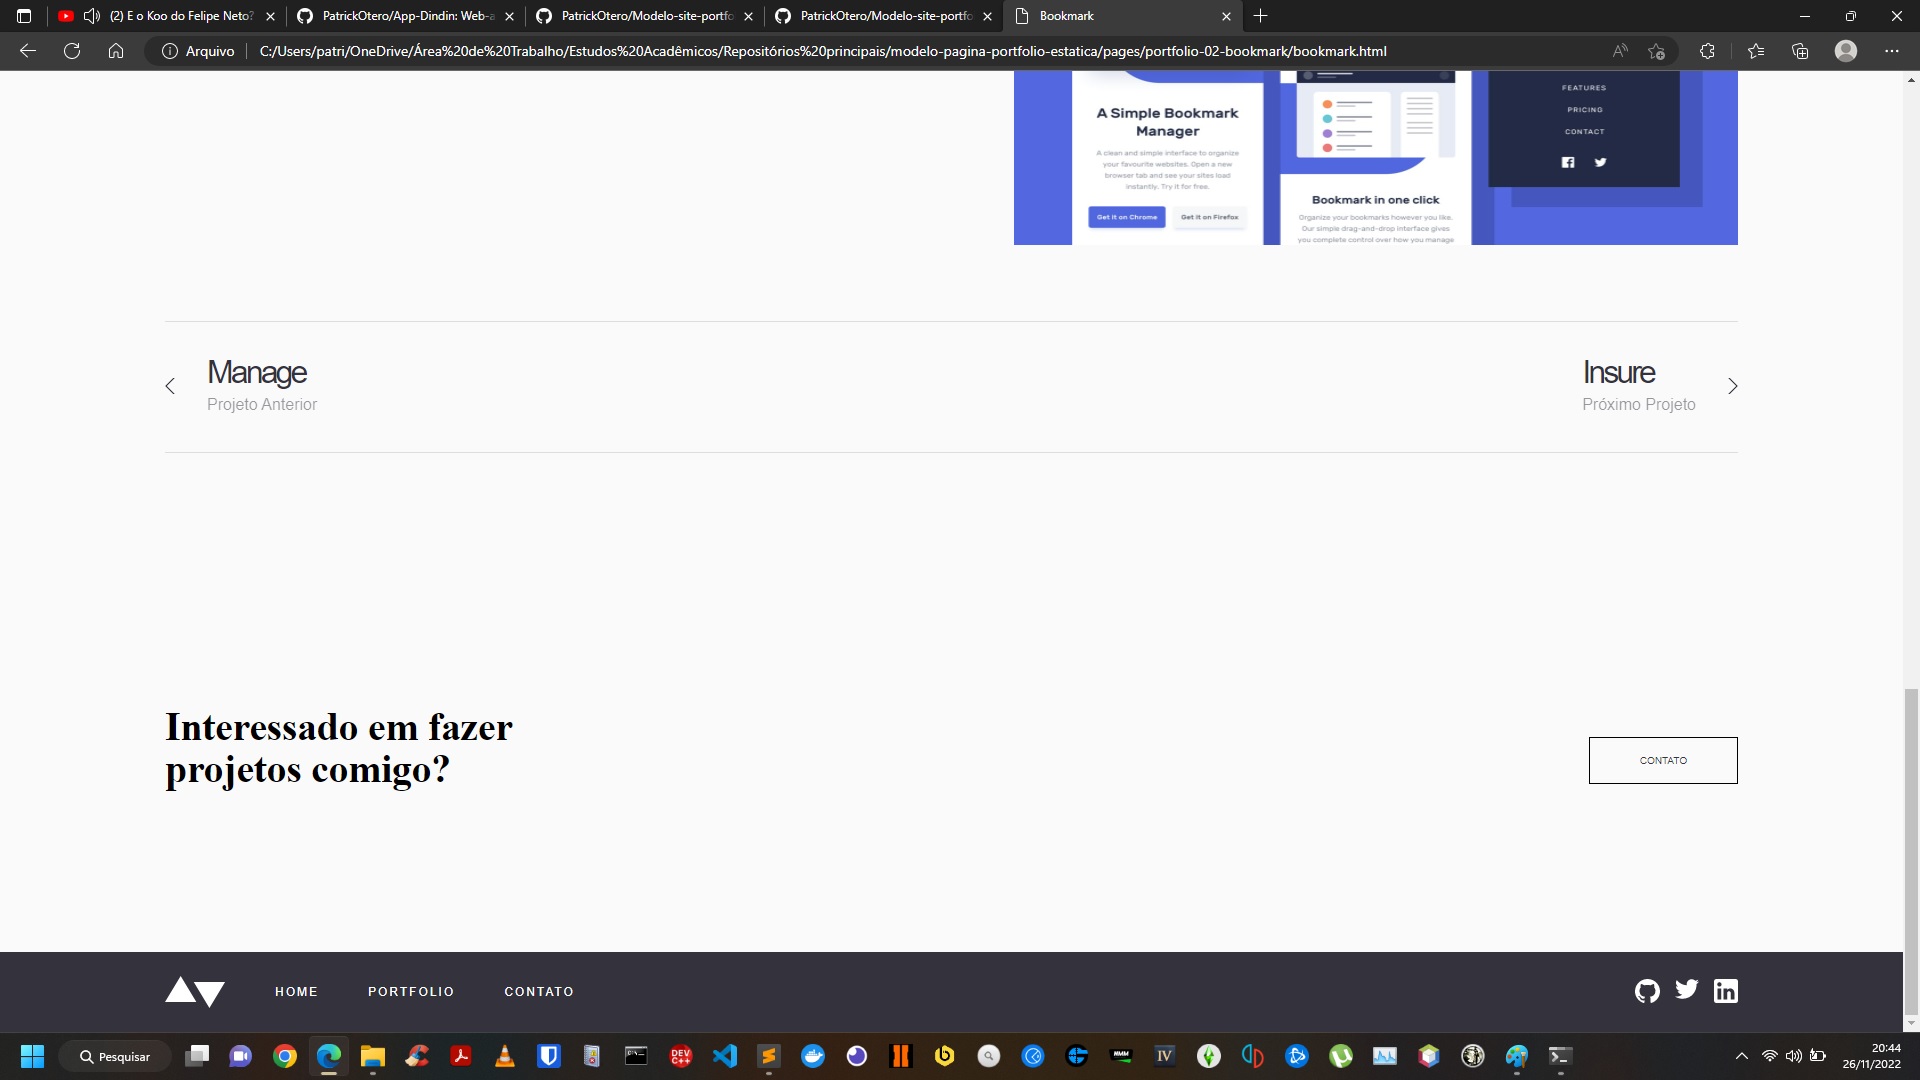 (2) E o Koo do Felipe Neto?
PatrickOtero/App-Dindin: Web-a
PatrickOtero/Modelo-site-portfo
PatrickOtero/Modelo-site-portfo
Bookmark
Arquivo
C:/Users/patri/OneDrive/Área%20de%20Trabalho/Estudos%20Acadêmicos/Repositórios%20principais/modelo-pagina-portfolio-estatica/pages/portfolio-02-bookmark/bookmark.html
A Simple Bookmark
Manager
A clean and simple interface to organize
your favourite websites. Open a new
browser tab and see your sites load
instantly. Try it for free.
Get it on Chrome
Get it on Firefox
Bookmark in one click
Organize your bookmarks however you like.
Our simple drag-and-drop interface gives
you complete control over how you manage
FEATURES
PRICING
CONTACT
Manage
Projeto Anterior
Insure
Próximo Projeto
Interessado em fazer
projetos comigo?
CONTATO
HOME
PORTFOLIO
CONTATO
Pesquisar
DEV
C++
IV
20:44
26/11/2022